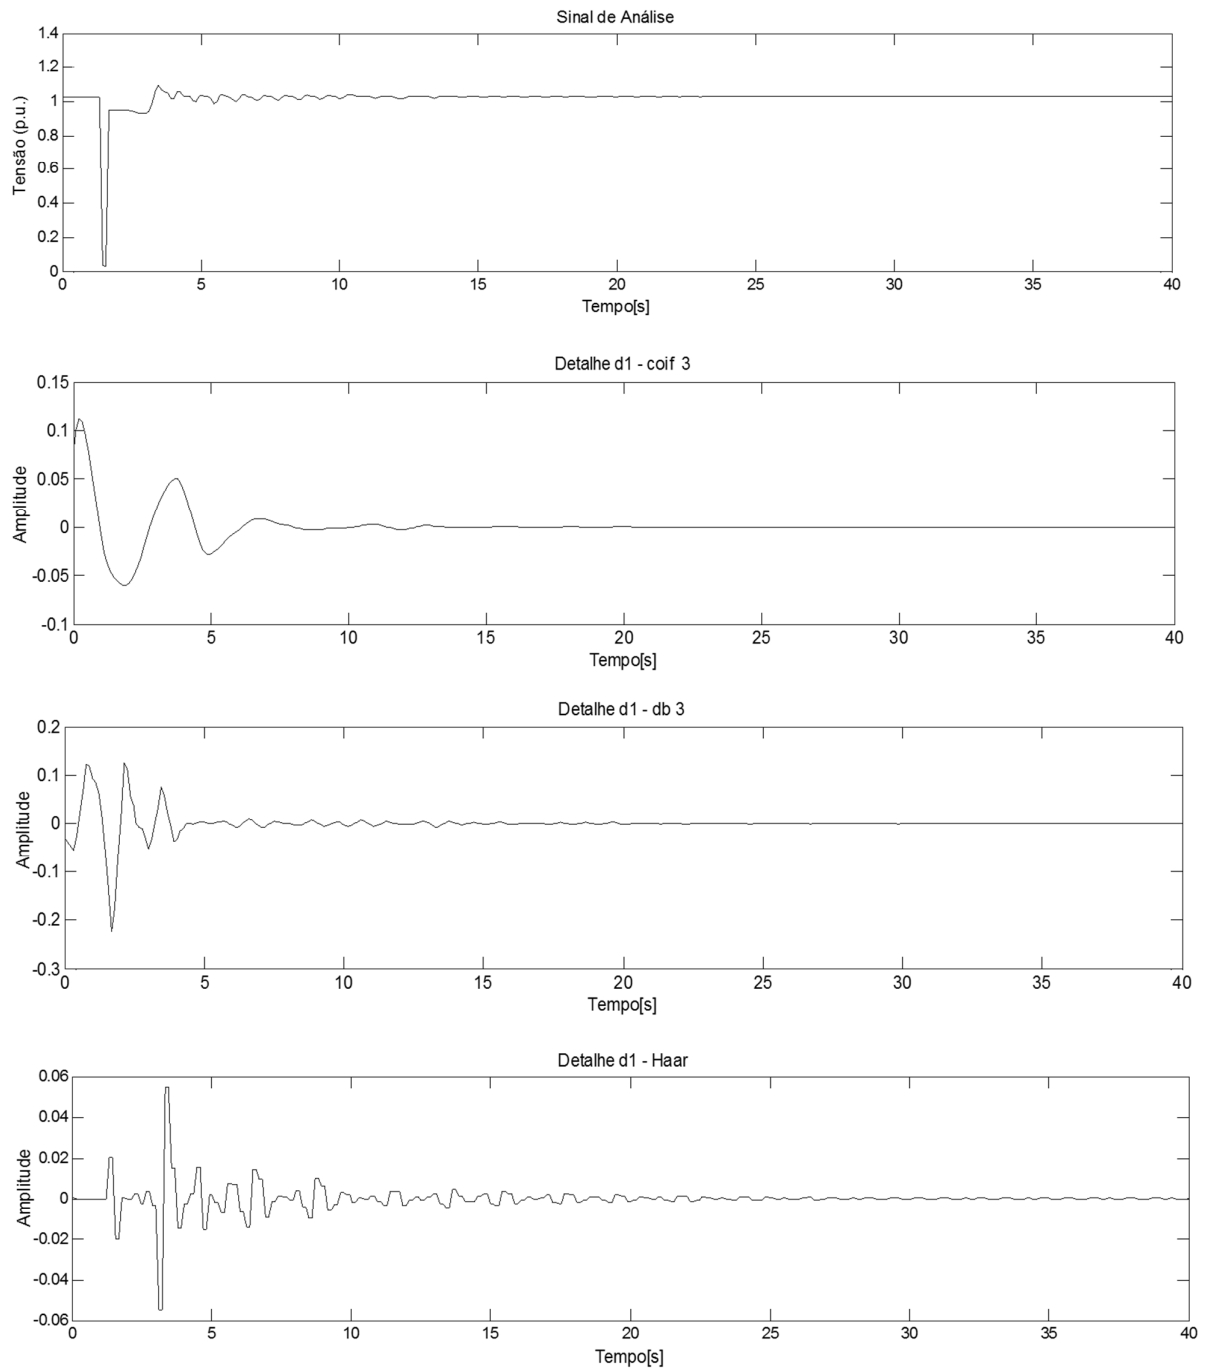 Sinal de Análise
1.4
1.2
1
0.8
0.6
0.4
0.2
0
Tensão (p.u.)
0 5 10 15 20 25 30 35 40
Tempo[s]
Detalhe d1 - coif 3
0.15
0.1
0.05
0
-0.05
-0.1
Amplitude
0 5 10 15 20 25 30 35 40
Tempo[s]
Detalhe d1 - db 3
0.2
0.1
0
-0.1
-0.2
-0.3
Amplitude
0 5 10 15 20 25 30 35 40
Tempo[s]
Detalhe d1 - Haar
0.06
0.04
0.02
0
-0.02
-0.04
-0.06
Amplitude
0 5 10 15 20 25 30 35 40
Tempo[s]